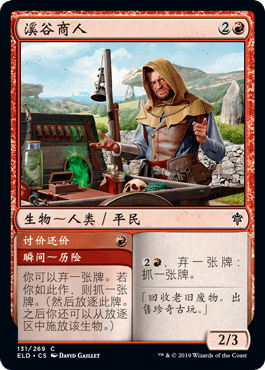 溪谷商人 2
生物～人类 / 平民
讨价还价
瞬间～历险
你可以弃一张牌。若
你如此作，则抓一张
牌。（然后放逐此牌。
之后你还可以从放逐
区中施放该生物。）
2，弃一张牌：
抓一张牌。
「回收老旧废物。出
售珍奇古玩。」
2/3
131/269 C
ELD • CS DAVID GAILLET
™ & © 2019 Wizards of the Coast